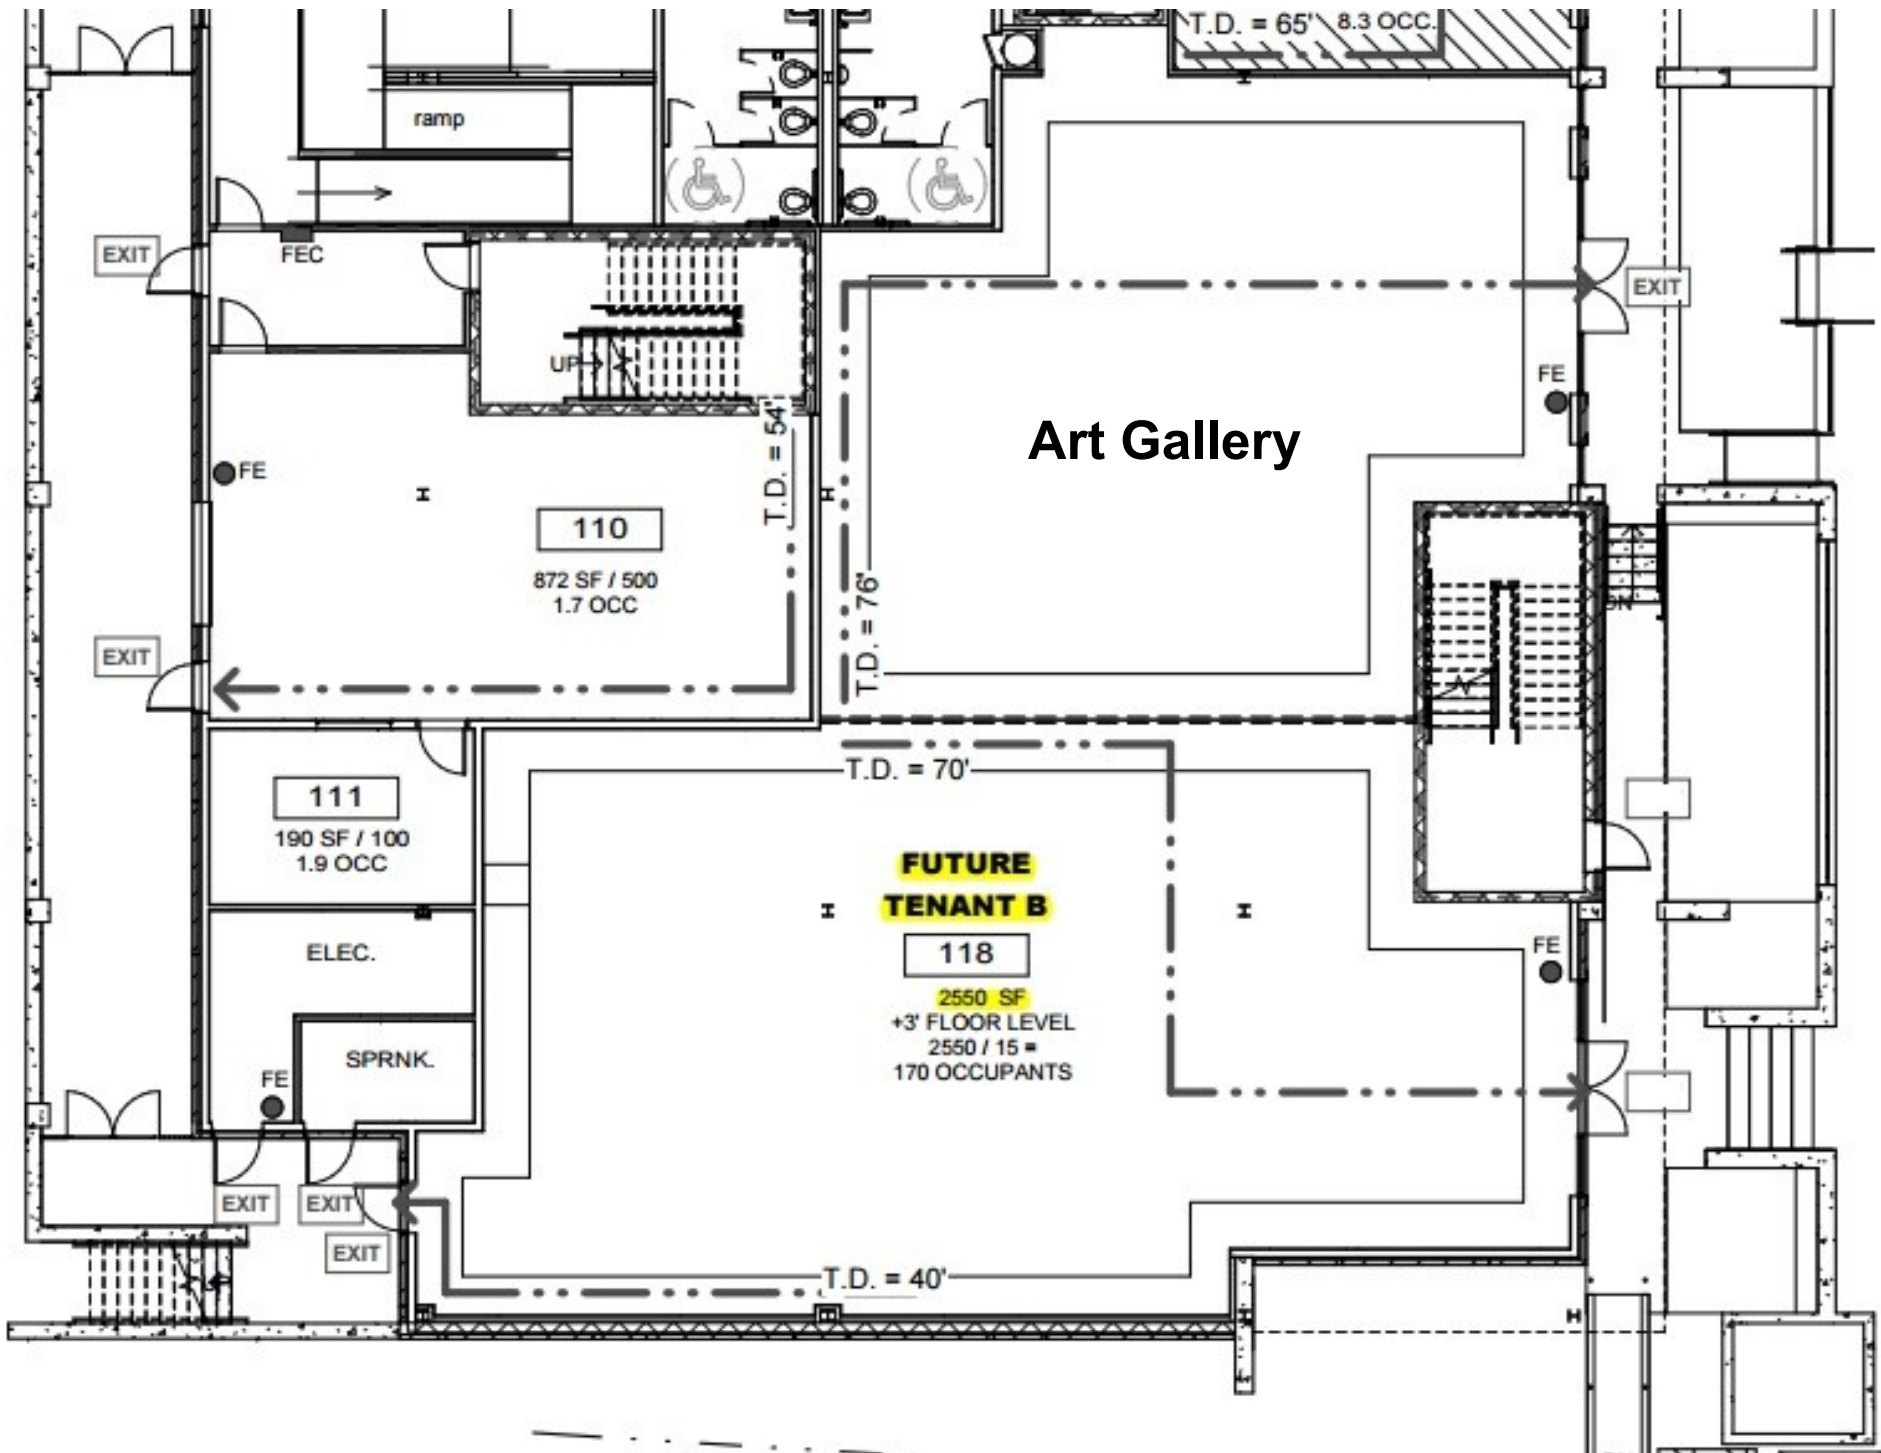 T.D. = 65'
8.3 OCC.
ramp
EXIT
FEC
EXIT
UP
FE
T.D. = 54'
Art Gallery
FE
110
872 SF / 500
1.7 OCC
T.D. = 76'
EXIT
DN
T.D. = 70'
111
190 SF / 100
1.9 OCC
FUTURE
TENANT B
118
2550 SF
+3' FLOOR LEVEL
2550 / 15 =
170 OCCUPANTS
FE
ELEC.
SPRNK.
FE
EXIT
EXIT
EXIT
T.D. = 40'